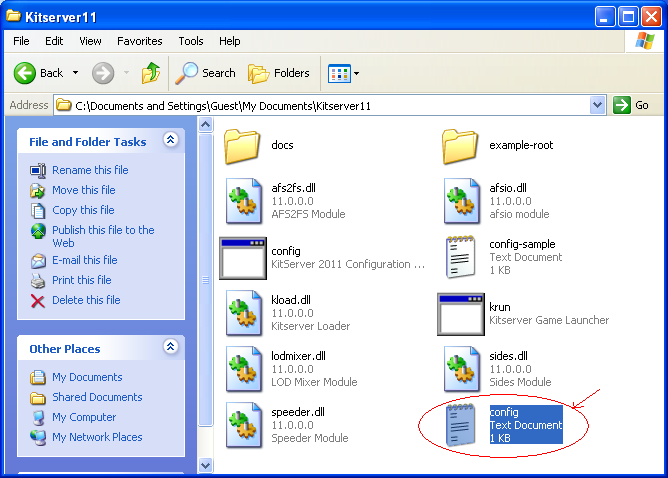 Kitserver11
File Edit View Favorites Tools Help
Back Search Folders
Address C:\Documents and Settings\Guest\My Documents\Kitserver11 Go
File and Folder Tasks
Rename this file
Move this file
Copy this file
Publish this file to the
Web
E-mail this file
Print this file
Delete this file
Other Places
My Documents
Shared Documents
My Computer
My Network Places
docs
example-root
afs2fs.dll
11.0.0.0
AFS2FS Module
afsio.dll
11.0.0.0
afsio module
config
KitServer 2011 Configuration ...
config-sample
Text Document
1 KB
kload.dll
11.0.0.0
Kitserver Loader
krun
Kitserver Game Launcher
lodmixer.dll
11.0.0.0
LOD Mixer Module
sides.dll
11.0.0.0
Sides Module
speeder.dll
11.0.0.0
Speeder Module
config
Text Document
1 KB